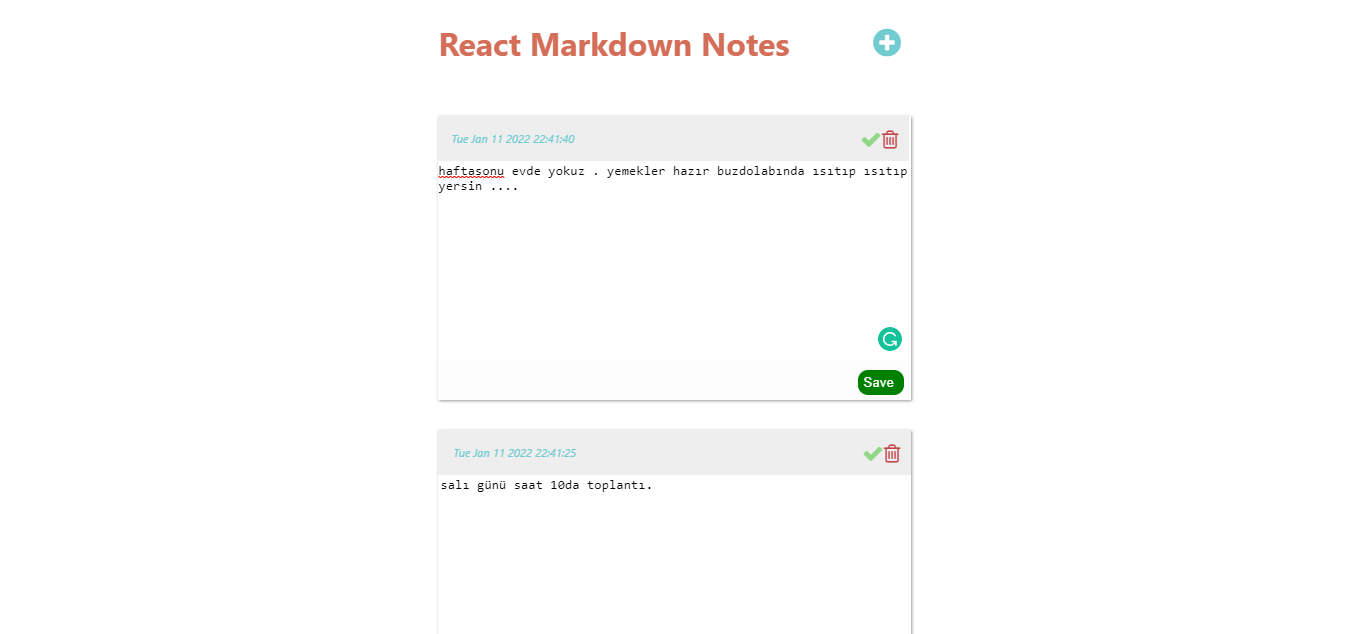 React Markdown Notes
Tue Jan 11 2022 22:41:40
haftasonu evde yokuz . yemekler hazır buzdolabında ısıtıp ısıtıp
yersin ....
Save
Tue Jan 11 2022 22:41:25
salı günü saat 10da toplantı.